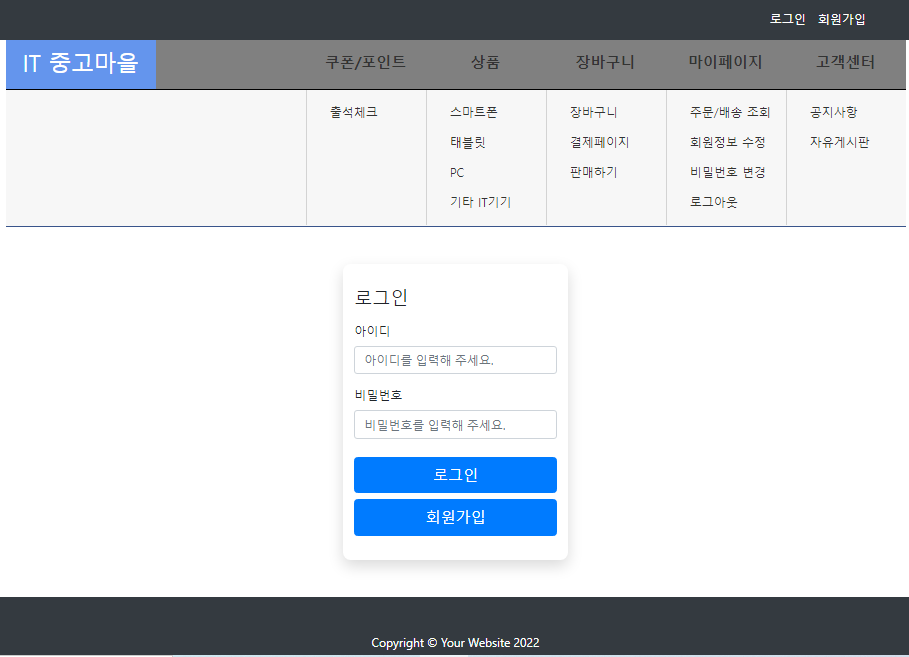 로그인 회원가입
IT 중고마을 쿠폰/포인트 상품 장바구니 마이페이지 고객센터
출석체크 스마트폰 장바구니 주문/배송 조회 공지사항
태블릿 결제페이지 회원정보 수정 자유게시판
PC 판매하기 비밀번호 변경
기타 IT기기 로그아웃
로그인
아이디
아이디를 입력해 주세요.
비밀번호
비밀번호를 입력해 주세요.
로그인
회원가입
Copyright © Your Website 2022